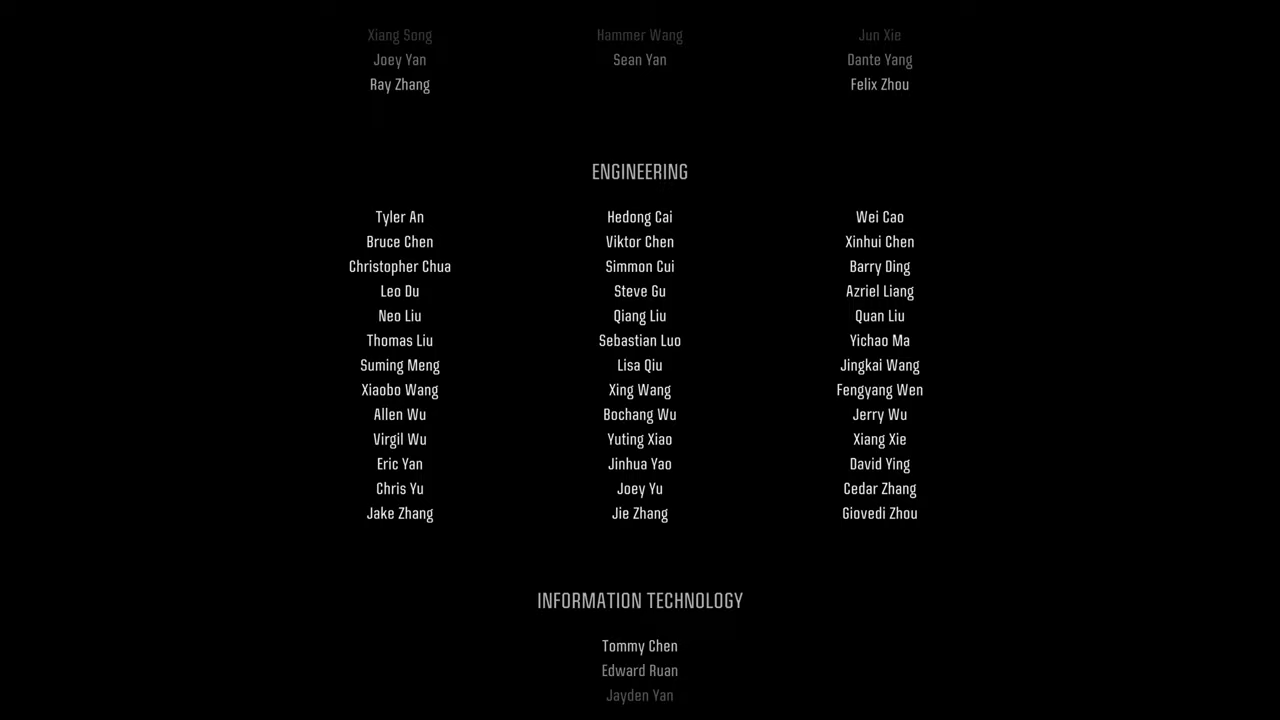 Xiang Song Hammer Wang Jun Xie
Joey Yan Sean Yan Dante Yang
Ray Zhang Felix Zhou
ENGINEERING
Tyler An Hedong Cai Wei Cao
Bruce Chen Viktor Chen Xinhui Chen
Christopher Chua Simmon Cui Barry Ding
Leo Du Steve Gu Azriel Liang
Neo Liu Qiang Liu Quan Liu
Thomas Liu Sebastian Luo Yichao Ma
Suming Meng Lisa Qiu Jingkai Wang
Xiaobo Wang Xing Wang Fengyang Wen
Allen Wu Bochang Wu Jerry Wu
Virgil Wu Yuting Xiao Xiang Xie
Eric Yan Jinhua Yao David Ying
Chris Yu Joey Yu Cedar Zhang
Jake Zhang Jie Zhang Giovedi Zhou
INFORMATION TECHNOLOGY
Tommy Chen
Edward Ruan
Jayden Yan